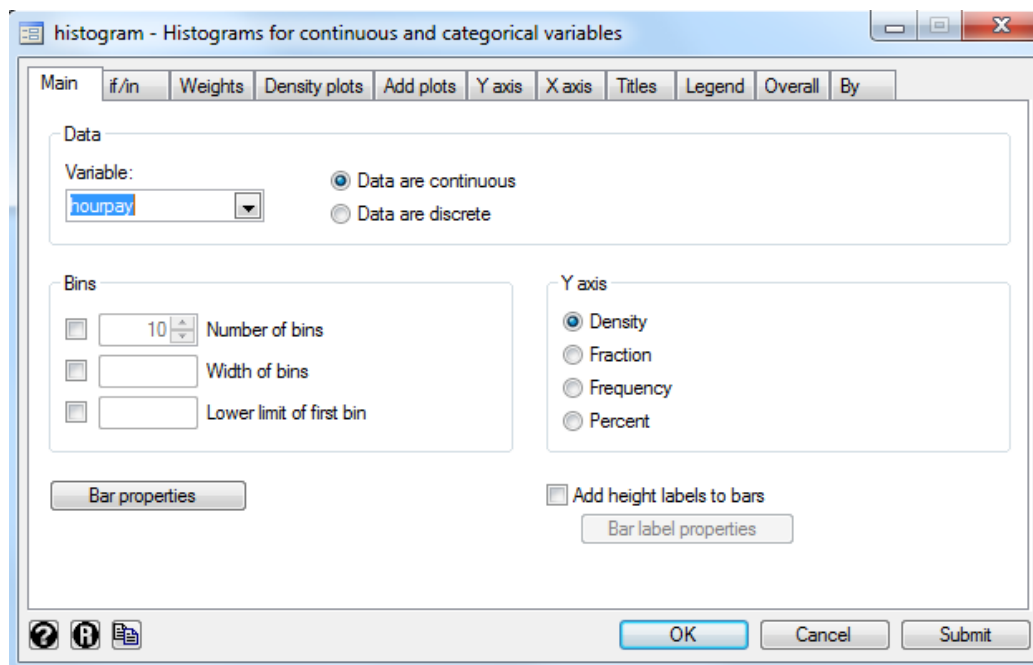 histogram - Histograms for continuous and categorical variables
Main if/in Weights Density plots Add plots Y axis X axis Titles Legend Overall By
Data
Variable:
hourpay
Data are continuous
Data are discrete
Bins
10 Number of bins
Width of bins
Lower limit of first bin
Y axis
Density
Fraction
Frequency
Percent
Bar properties
Add height labels to bars
Bar label properties
? R
OK Cancel Submit